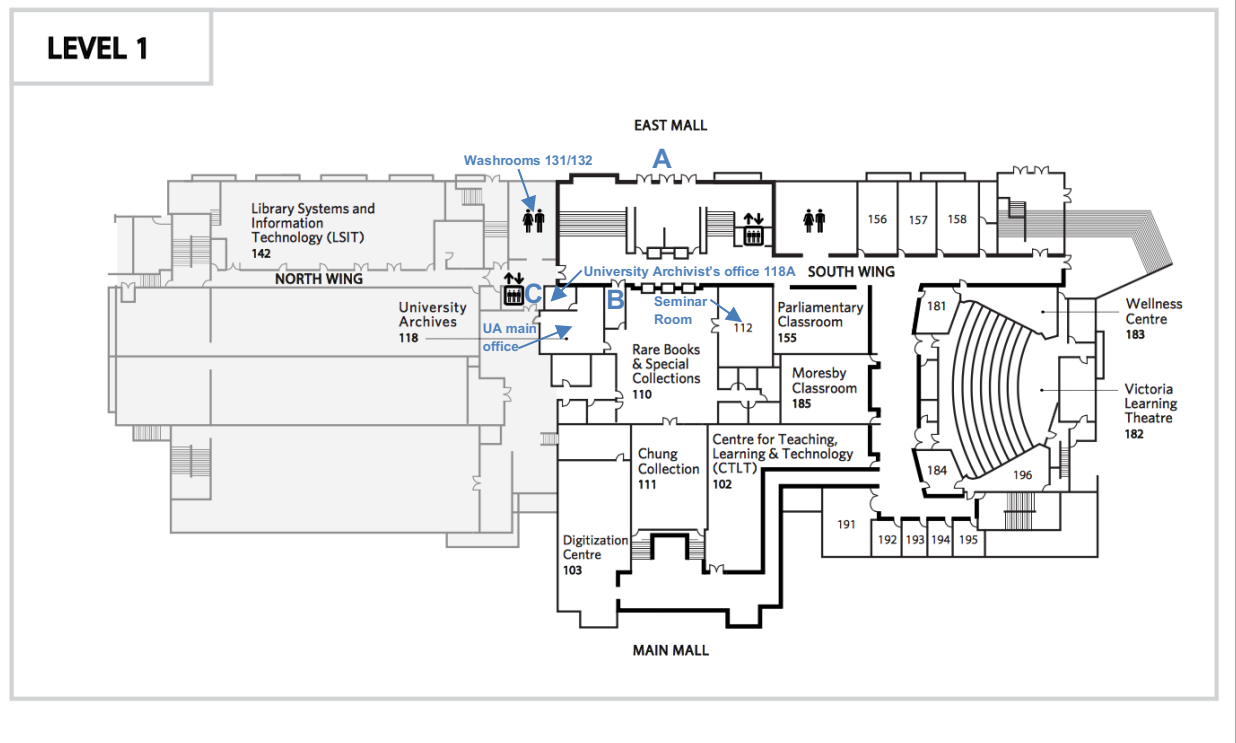 LEVEL 1
EAST MALL
Washrooms 131/132
A
Library Systems and
Information
Technology (LSIT)
142
156
157
158
NORTH WING
University Archivist's office 118A
SOUTH WING
C
B
University
Archives
118
UA main
office
Seminar
Room
112
Parliamentary
Classroom
155
181
Wellness
Centre
183
Rare Books
& Special
Collections
110
Moresby
Classroom
185
Victoria
Learning
Theatre
182
Chung
Collection
111
Centre for Teaching,
Learning & Technology
(CTLT)
102
184
196
191
192
193
194
195
Digitization
Centre
103
MAIN MALL